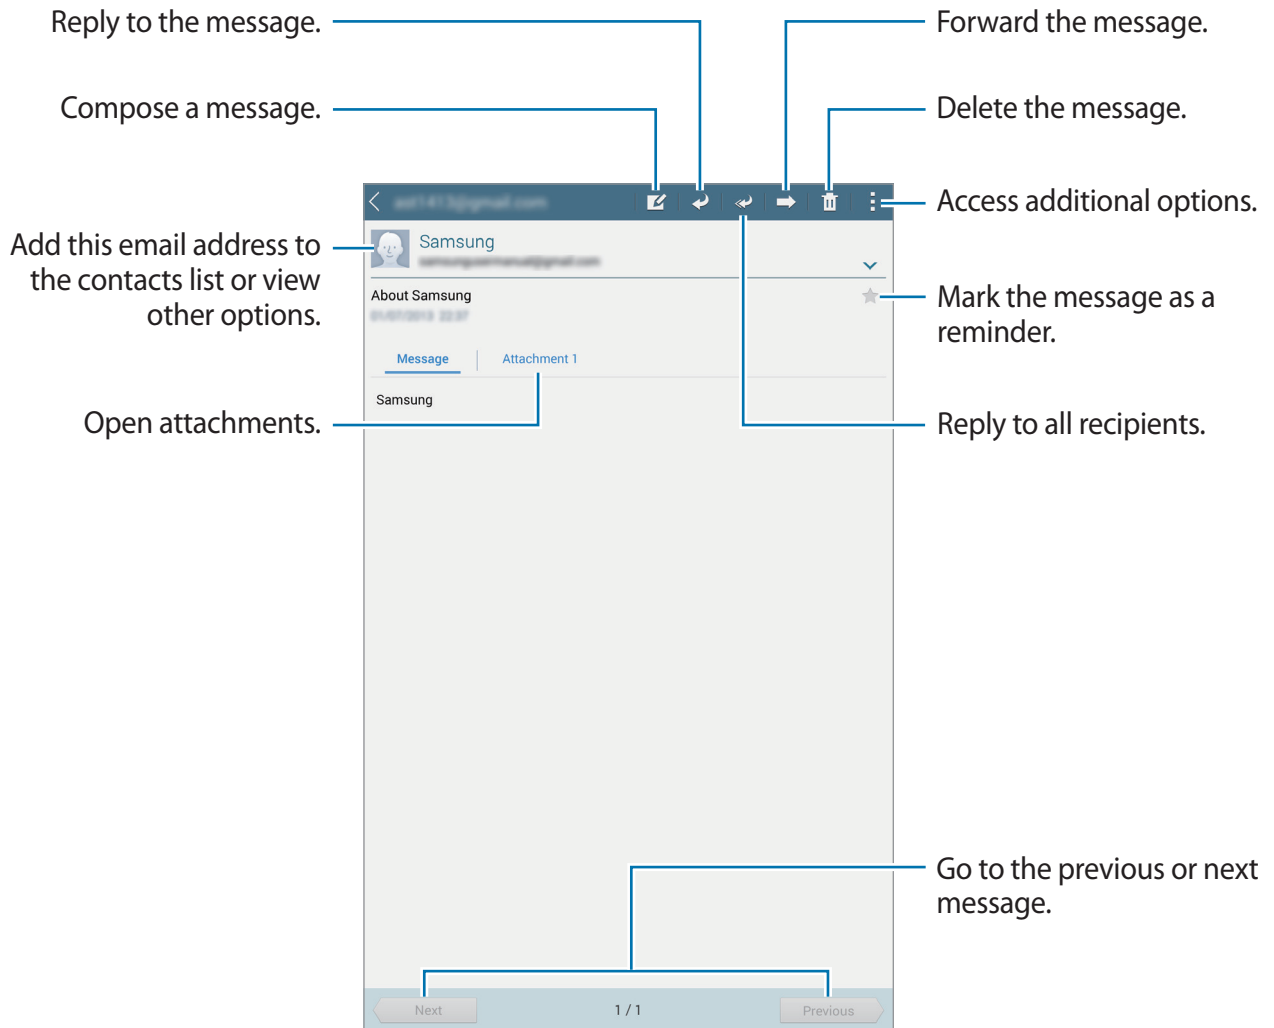 Reply to the message.
Forward the message.
Compose a message.
Delete the message.
Access additional options.
Add this email address to
the contacts list or view
other options.
Samsung
About Samsung
Mark the message as a
reminder.
Message
Attachment 1
Samsung
Open attachments.
Reply to all recipients.
Go to the previous or next
message.
Next
1 / 1
Previous